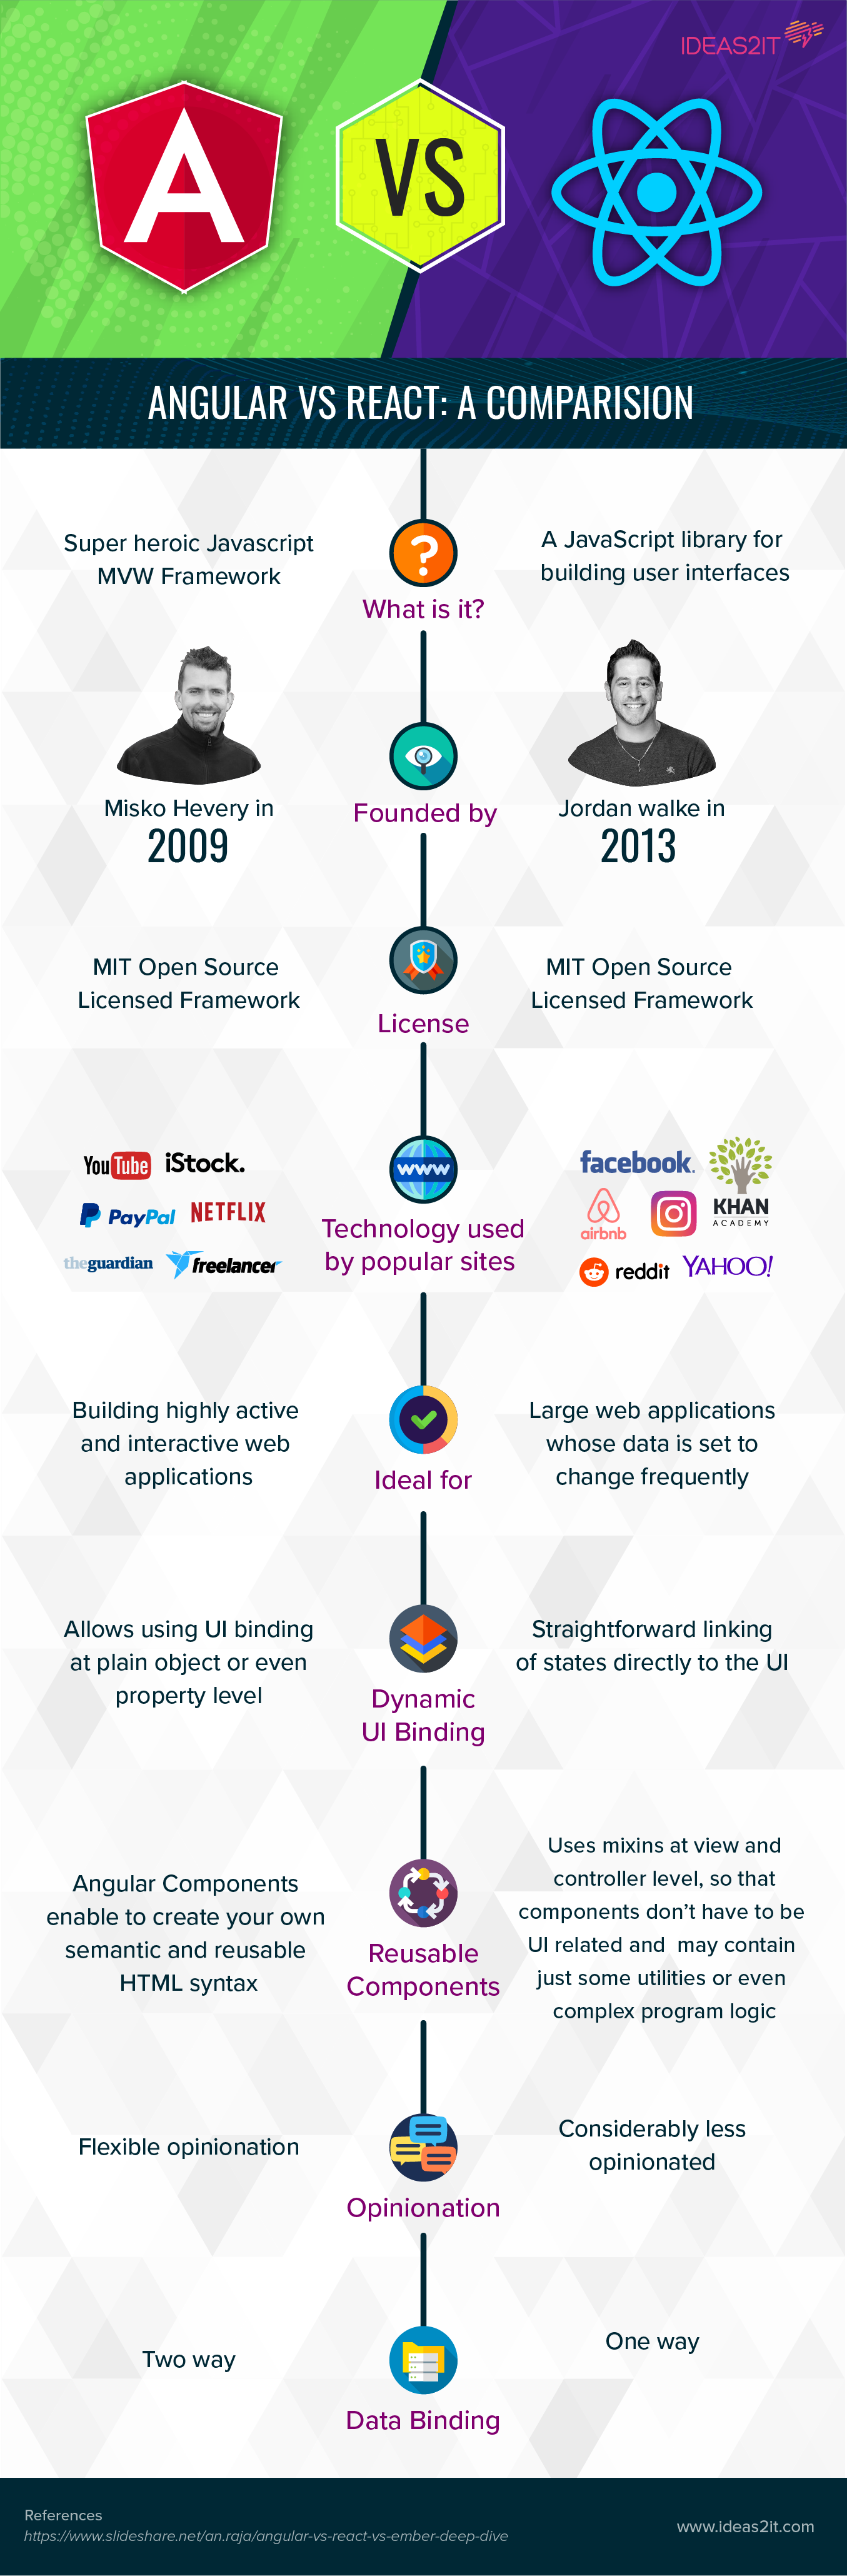 IDEAS2IT
A
VS
ANGULAR VS REACT: A COMPARISION
Super heroic Javascript
MVW Framework
What is it?
A JavaScript library for
building user interfaces
Misko Hevery in
2009
Founded by
Jordan walke in
2013
MIT Open Source
Licensed Framework
License
MIT Open Source
Licensed Framework
YouTube iStock.
PayPal NETFLIX
theguardian freelancer
www
Technology used
by popular sites
facebook.
airbnb KHAN
ACADEMY
reddit YAHOO!
Building highly active
and interactive web
applications
Ideal for
Large web applications
whose data is set to
change frequently
Allows using UI binding
at plain object or even
property level
Dynamic
UI Binding
Straightforward linking
of states directly to the UI
Angular Components
enable to create your own
semantic and reusable
HTML syntax
Reusable
Components
Uses mixins at view and
controller level, so that
components don't have to be
UI related and may contain
just some utilities or even
complex program logic
Flexible opinionation
Opinionation
Considerably less
opinionated
Two way
Data Binding
One way
References
https://www.slideshare.net/an.raja/angular-vs-react-vs-ember-deep-dive
www.ideas2it.com